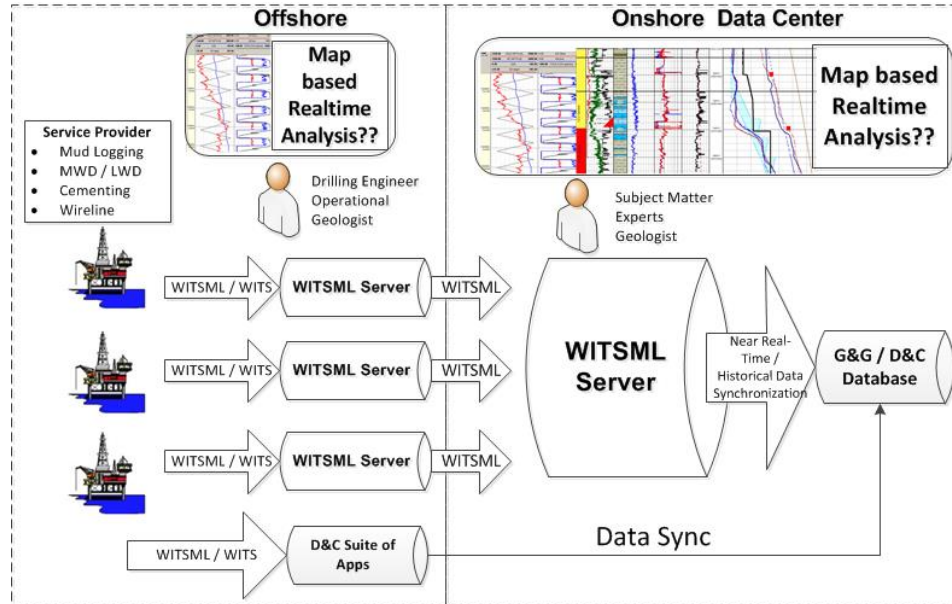 Offshore
Onshore Data Center
Map
based
Realtime
Analysis??
Map based
Realtime
Analysis??
Service Provider
• Mud Logging
• MWD / LWD
• Cementing
• Wireline
Drilling Engineer
Operational
Geologist
Subject Matter
Experts
Geologist
WITSML / WITS
WITSML Server
WITSML
WITSML / WITS
WITSML Server
WITSML
WITSML / WITS
WITSML Server
WITSML
WITSML
Server
Near Real-
Time /
Historical Data
Synchronization
G&G / D&C
Database
WITSML / WITS
D&C Suite of
Apps
Data Sync